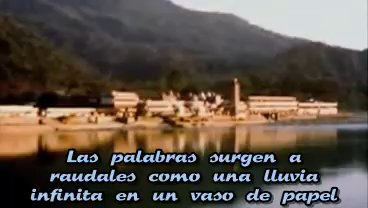 Las palabras surgen a
raudales como una lluvia
infinita en un vaso de papel